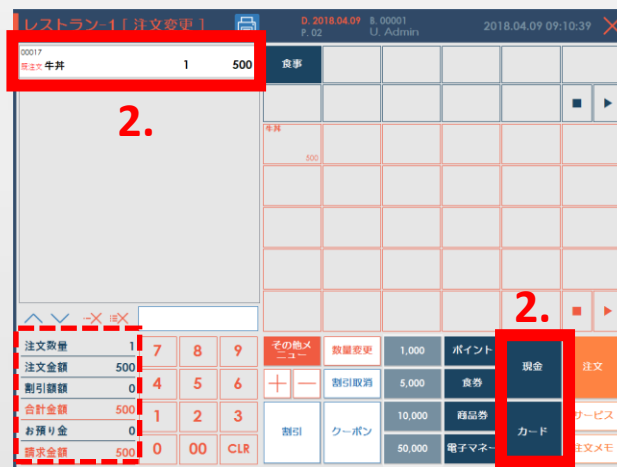 レストラン-1 [ 注文変更 ]
D. 2018.04.09 B. 00001
P. 02 U. Admin
2018.04.09 09:10:39
00017
既注文 牛丼 1 500
2.
食事
牛丼
500
2.
注文数量 1
注文金額 500
割引額額 0
合計金額 500
お預り金 0
請求金額 500
7 8 9
4 5 6
1 2 3
0 00 CLR
その他メ
ニュー
数量変更
1,000
ポイント
現金
注文
割引取消
5,000
食券
割引
クーポン
10,000
商品券
カード
サービス
50,000
電子マネー
注文メモ